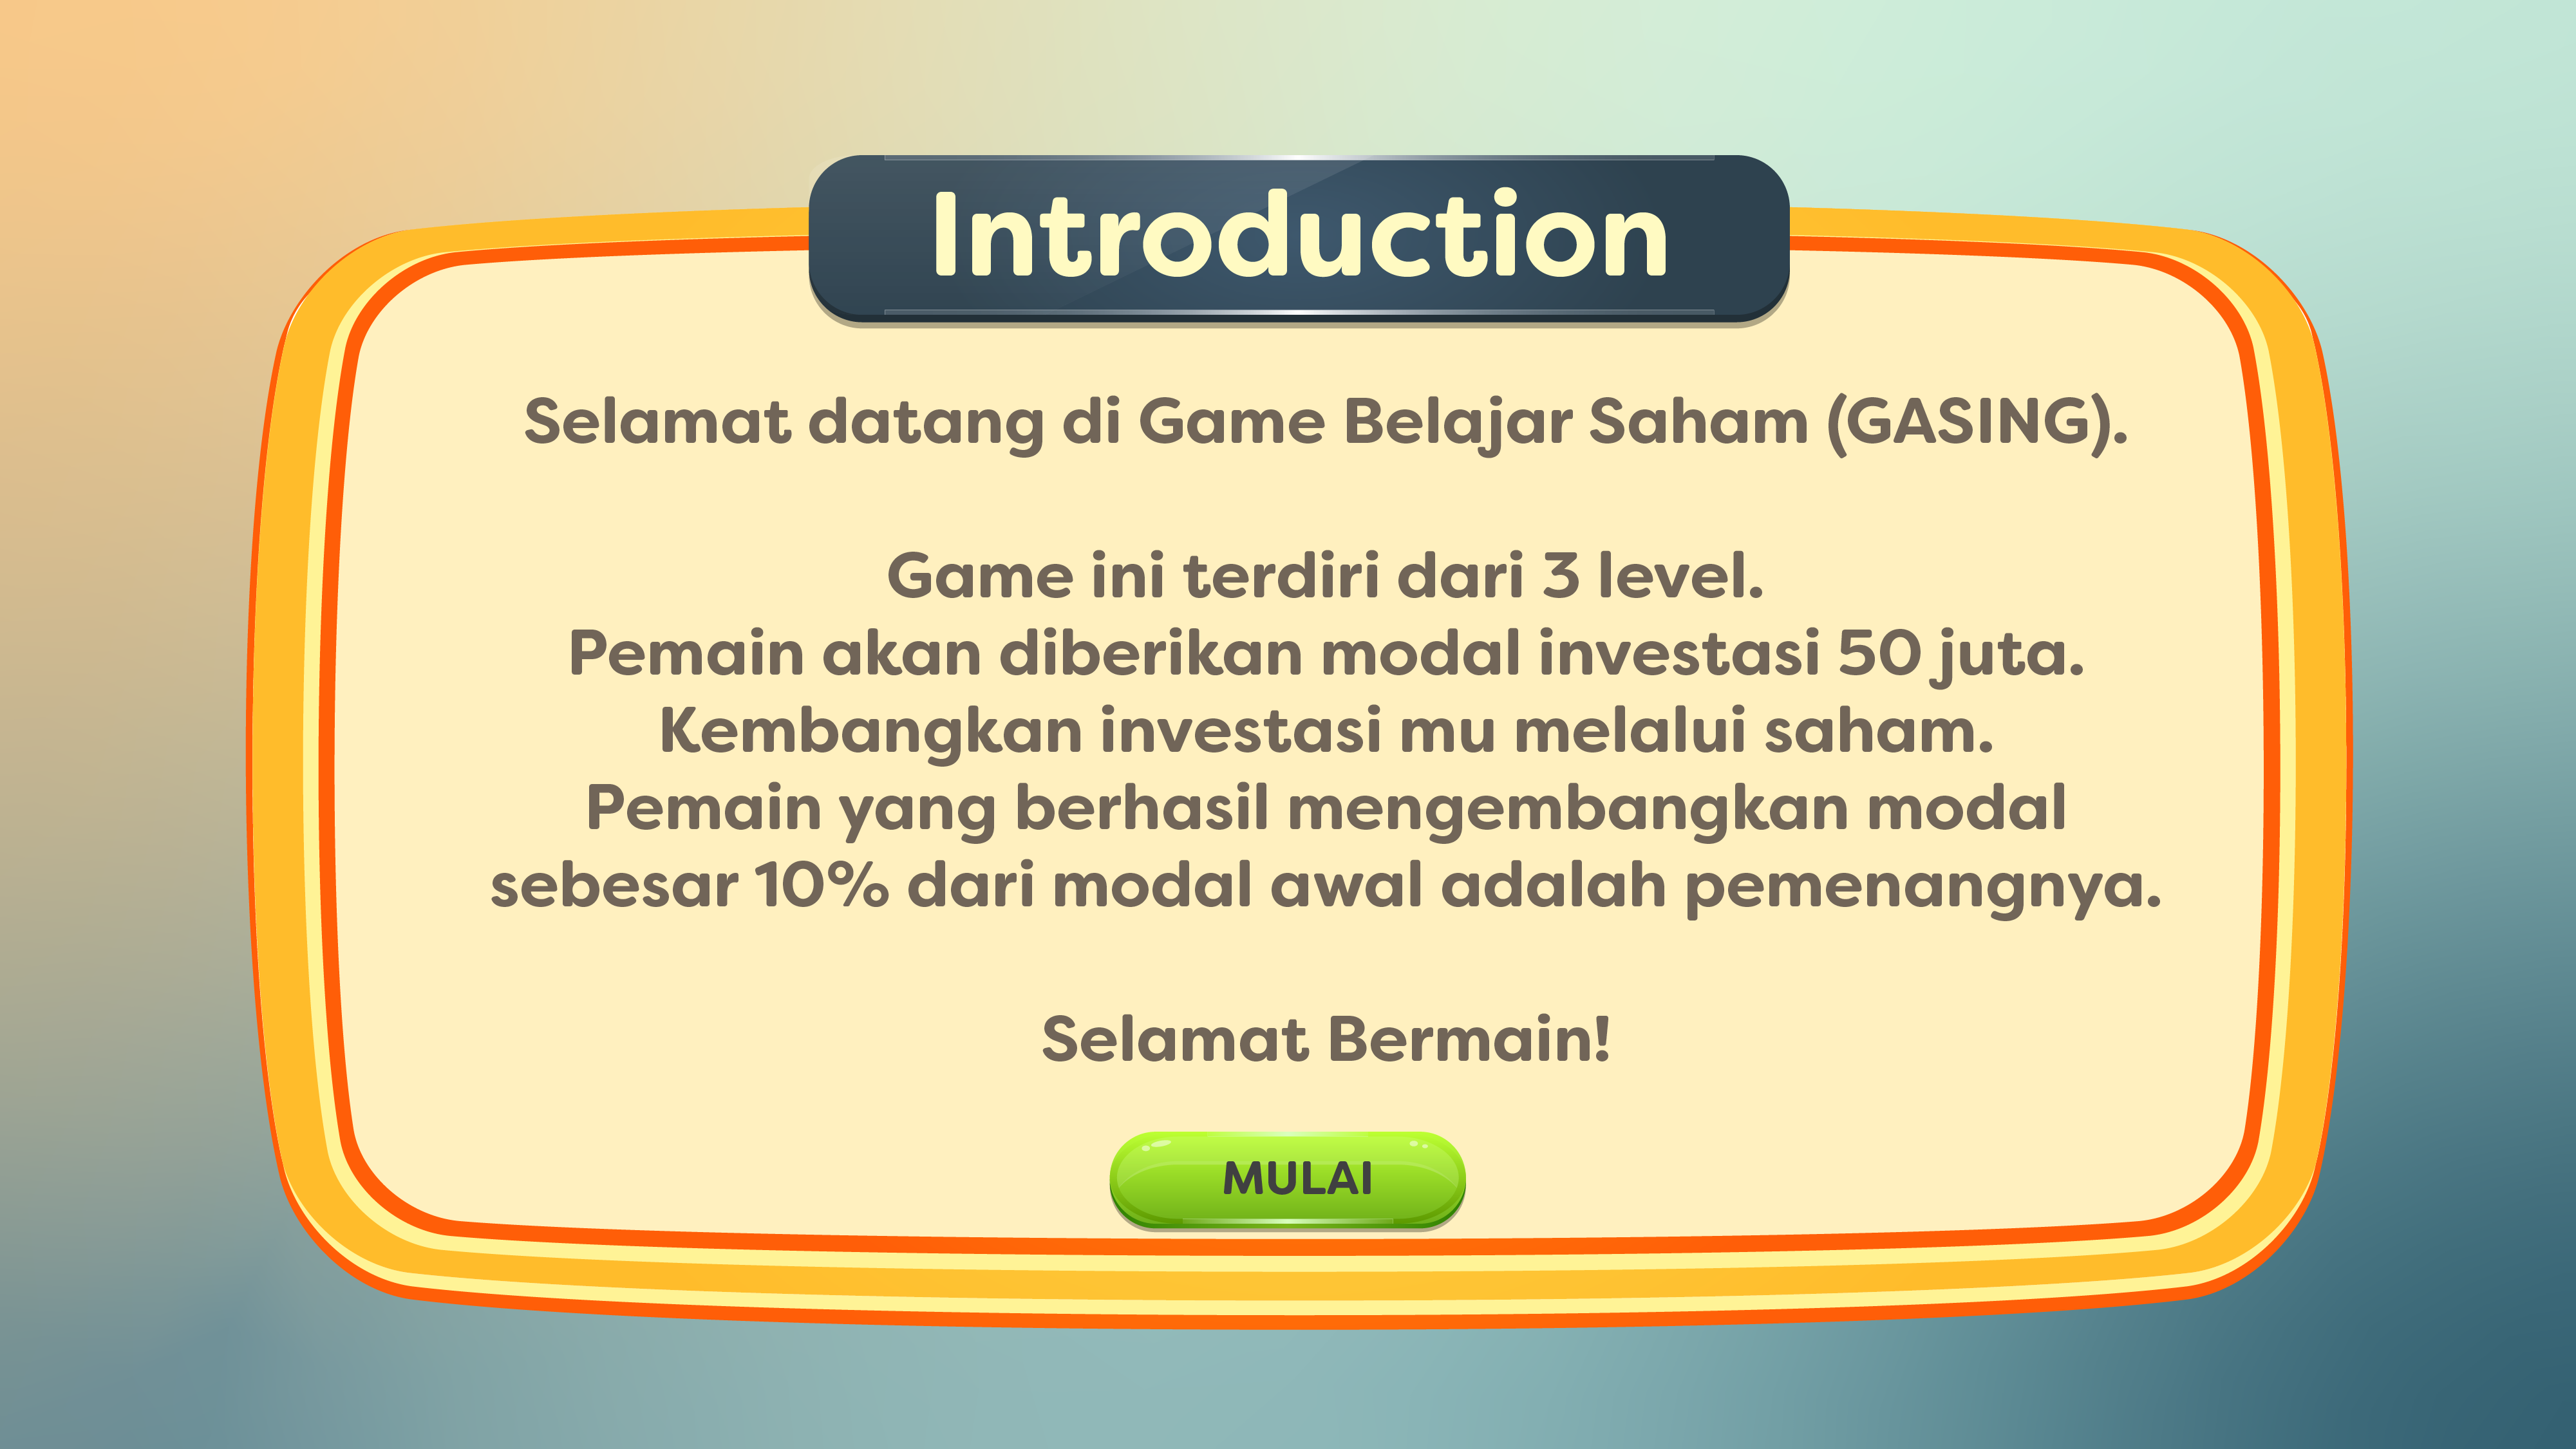 Introduction
Selamat datang di Game Belajar Saham (GASING).
Game ini terdiri dari 3 level.
Pemain akan diberikan modal investasi 50 juta.
Kembangkan investasi mu melalui saham.
Pemain yang berhasil mengembangkan modal
sebesar 10% dari modal awal adalah pemenangnya.
Selamat Bermain!
MULAI